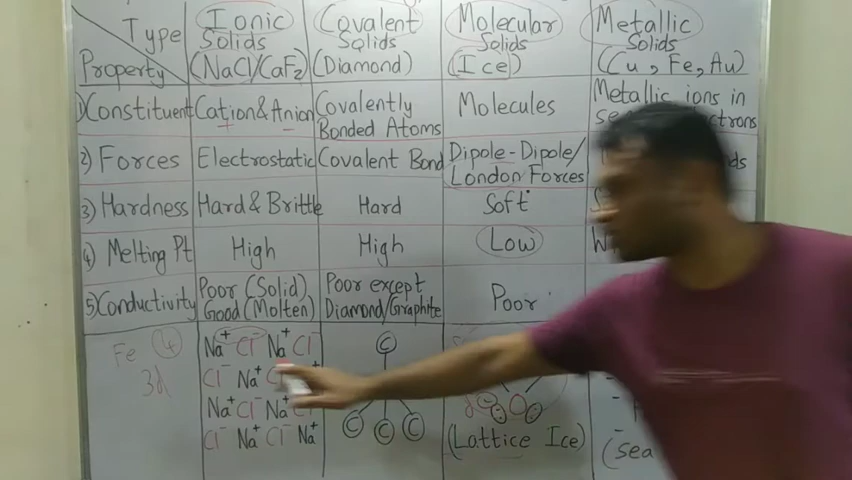 Type
Property
Ionic
Solids
(NaCl/CaF₂)
Covalent
Solids
(Diamond)
Molecular
Solids
(Ice)
Metallic
Solids
(Cu, Fe, Au)
1) Constituent
Cation & Anion
+ −
Covalently
Bonded Atoms
Molecules
Metallic ions in
2) Forces
Electrostatic
Covalent Bond
Dipole-Dipole/
London Forces
3) Hardness
Hard & Brittle
Hard
Soft
4) Melting Pt
High
High
Low
5) Conductivity
Poor (Solid)
Good (Molten)
Poor except
Diamond/Graphite
Poor
Fe 4
3d
Na⁺ Cl⁻ Na⁺ Cl⁻
Cl⁻ Na⁺
Na⁺ Cl⁻ Na⁺
Cl⁻ Na⁺ Cl⁻ Na⁺
C
C C C
(Lattice Ice)
(Sea